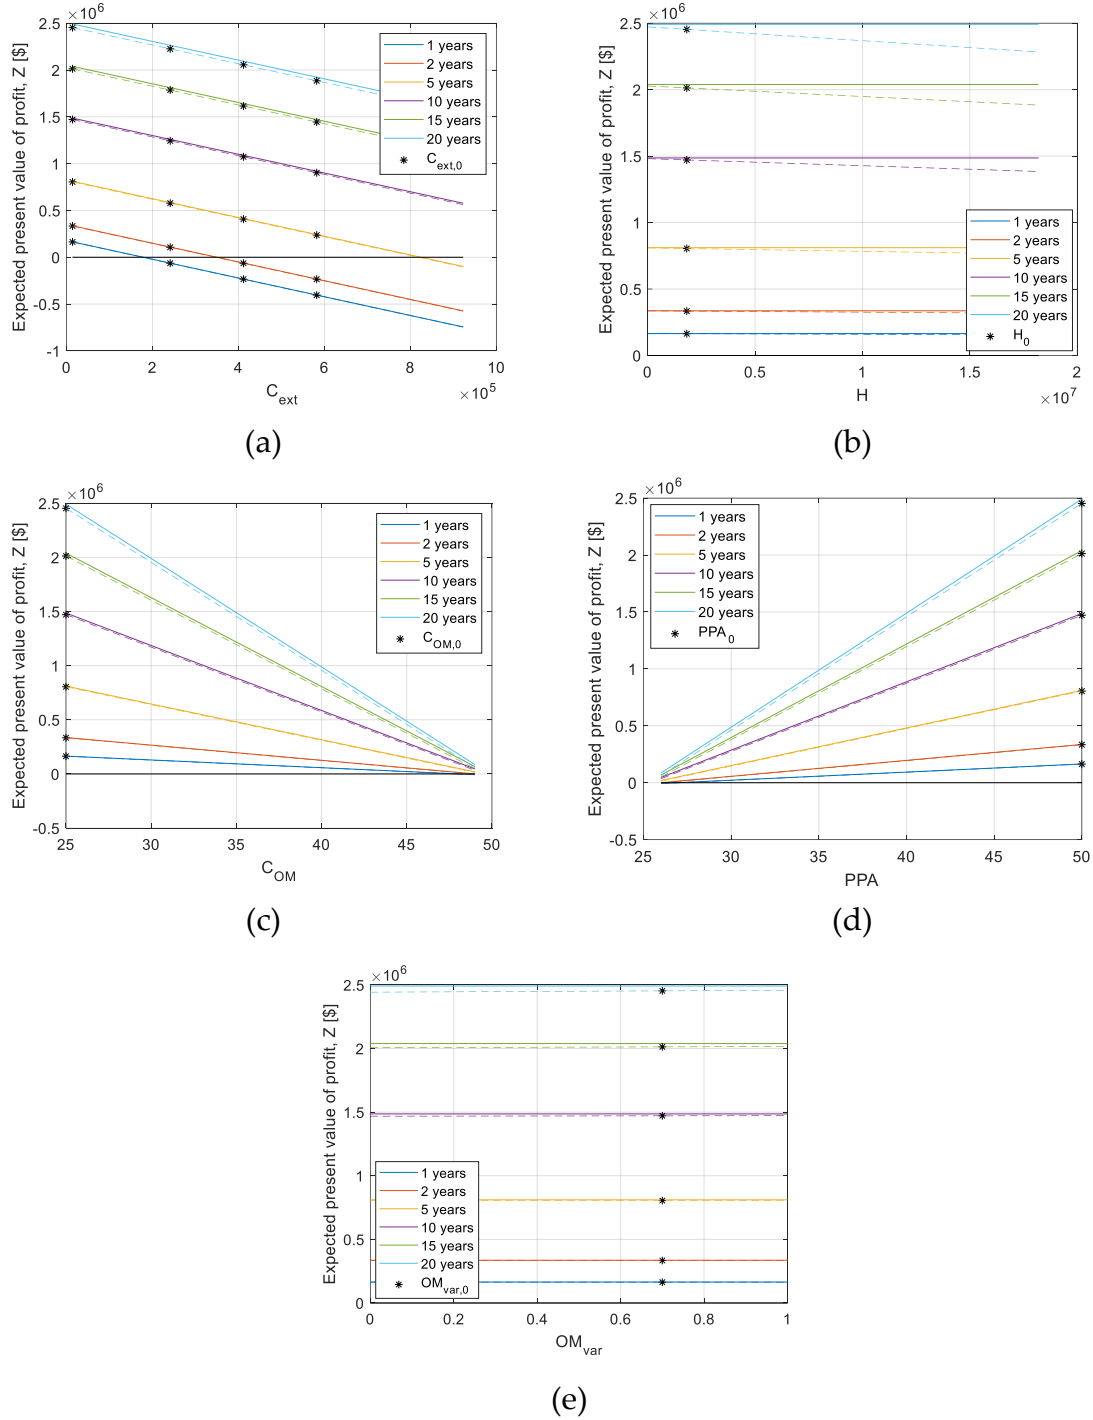 ×10^6
2.5
2
1.5
1
0.5
0
-0.5
-1
Expected present value of profit, Z [$]
0 2 4 6 8 10
C_ext
×10^5
1 years
2 years
5 years
10 years
15 years
20 years
C_ext,0
(a)
×10^6
2.5
2
1.5
1
0.5
0
Expected present value of profit, Z [$]
0 0.5 1 1.5 2
H
×10^7
1 years
2 years
5 years
10 years
15 years
20 years
H_0
(b)
×10^6
2.5
2
1.5
1
0.5
0
-0.5
Expected present value of profit, Z [$]
25 30 35 40 45 50
C_OM
1 years
2 years
5 years
10 years
15 years
20 years
C_OM,0
(c)
×10^6
2.5
2
1.5
1
0.5
0
-0.5
Expected present value of profit, Z [$]
25 30 35 40 45 50
PPA
1 years
2 years
5 years
10 years
15 years
20 years
PPA_0
(d)
×10^6
2.5
2
1.5
1
0.5
0
Expected present value of profit, Z [$]
0 0.2 0.4 0.6 0.8 1
OM_var
1 years
2 years
5 years
10 years
15 years
20 years
OM_var,0
(e)